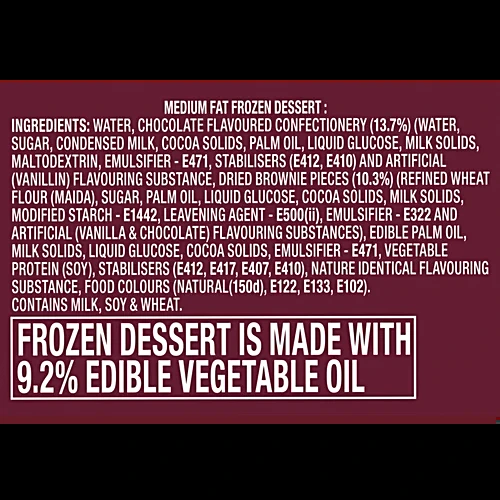 MEDIUM FAT FROZEN DESSERT :
INGREDIENTS: WATER, CHOCOLATE FLAVOURED CONFECTIONERY (13.7%) (WATER,
SUGAR, CONDENSED MILK, COCOA SOLIDS, PALM OIL, LIQUID GLUCOSE, MILK SOLIDS,
MALTODEXTRIN, EMULSIFIER - E471, STABILISERS (E412, E410) AND ARTIFICIAL
(VANILLIN) FLAVOURING SUBSTANCE, DRIED BROWNIE PIECES (10.3%) (REFINED WHEAT
FLOUR (MAIDA), SUGAR, PALM OIL, LIQUID GLUCOSE, COCOA SOLIDS, MILK SOLIDS,
MODIFIED STARCH - E1442, LEAVENING AGENT - E500(ii), EMULSIFIER - E322 AND
ARTIFICIAL (VANILLA & CHOCOLATE) FLAVOURING SUBSTANCES), EDIBLE PALM OIL,
MILK SOLIDS, LIQUID GLUCOSE, COCOA SOLIDS, EMULSIFIER - E471, VEGETABLE
PROTEIN (SOY), STABILISERS (E412, E417, E407, E410), NATURE IDENTICAL FLAVOURING
SUBSTANCE, FOOD COLOURS (NATURAL(150d), E122, E133, E102).
CONTAINS MILK, SOY & WHEAT.
FROZEN DESSERT IS MADE WITH
9.2% EDIBLE VEGETABLE OIL